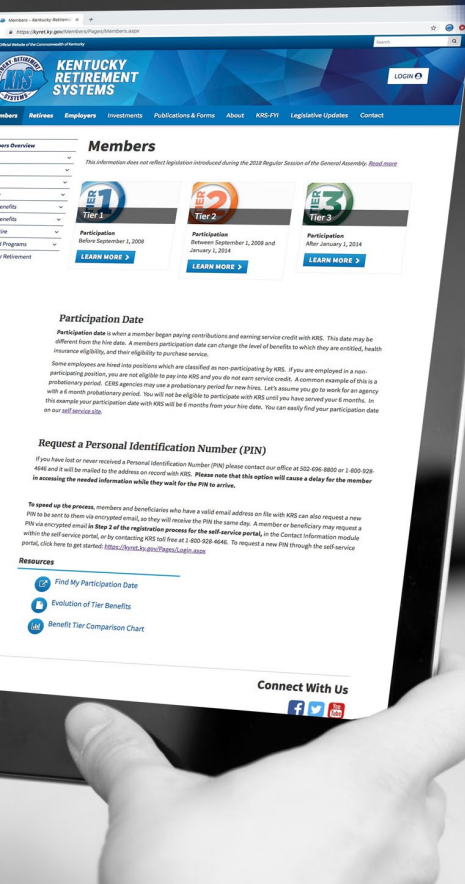 Members - Kentucky Retireme
https://kyret.ky.gov/Members/Pages/Members.aspx
Official Website of the Commonwealth of Kentucky
Search
KENTUCKY RETIREMENT
KRS
SYSTEMS
KENTUCKY
RETIREMENT
SYSTEMS
LOGIN
mbers Retirees Employers Investments Publications & Forms About KRS-FYI Legislative Updates Contact
bers Overview
enefits
enefits
ire
d Programs
y Retirement
Members
This information does not reflect legislation introduced during the 2018 Regular Session of the General Assembly. Read more
TIER 1
Tier 1
Participation
Before September 1, 2008
LEARN MORE >
TIER 2
Tier 2
Participation
Between September 1, 2008 and
January 1, 2014
LEARN MORE >
TIER 3
Tier 3
Participation
After January 1, 2014
LEARN MORE >
Participation Date
Participation date is when a member began paying contributions and earning service credit with KRS. This date may be
different from the hire date. A members participation date can change the level of benefits to which they are entitled, health
insurance eligibility, and their eligibility to purchase service.
Some employees are hired into positions which are classified as non-participating by KRS. If you are employed in a non-
participating position, you are not eligible to pay into KRS and you do not earn service credit. A common example of this is a
probationary period. CERS agencies may use a probationary period for new hires. Let's assume you go to work for an agency
with a 6 month probationary period. You will not be eligible to participate with KRS until you have served your 6 months. In
this example your participation date with KRS will be 6 months from your hire date. You can easily find your participation date
on our self service site.
Request a Personal Identification Number (PIN)
If you have lost or never received a Personal Identification Number (PIN) please contact our office at 502-696-8800 or 1-800-928-
4646 and it will be mailed to the address on record with KRS. Please note that this option will cause a delay for the member
in accessing the needed information while they wait for the PIN to arrive.
To speed up the process, members and beneficiaries who have a valid email address on file with KRS can also request a new
PIN to be sent to them via encrypted email, so they will receive the PIN the same day. A member or beneficiary may request a
PIN via encrypted email in Step 2 of the registration process for the self-service portal, in the Contact Information module
within the self-service portal, or by contacting KRS toll free at 1-800-928-4646. To request a new PIN through the self-service
portal, click here to get started: https://kyret.ky.gov/Pages/Login.aspx
Resources
Find My Participation Date
Evolution of Tier Benefits
Benefit Tier Comparison Chart
Connect With Us
f
You
Tube